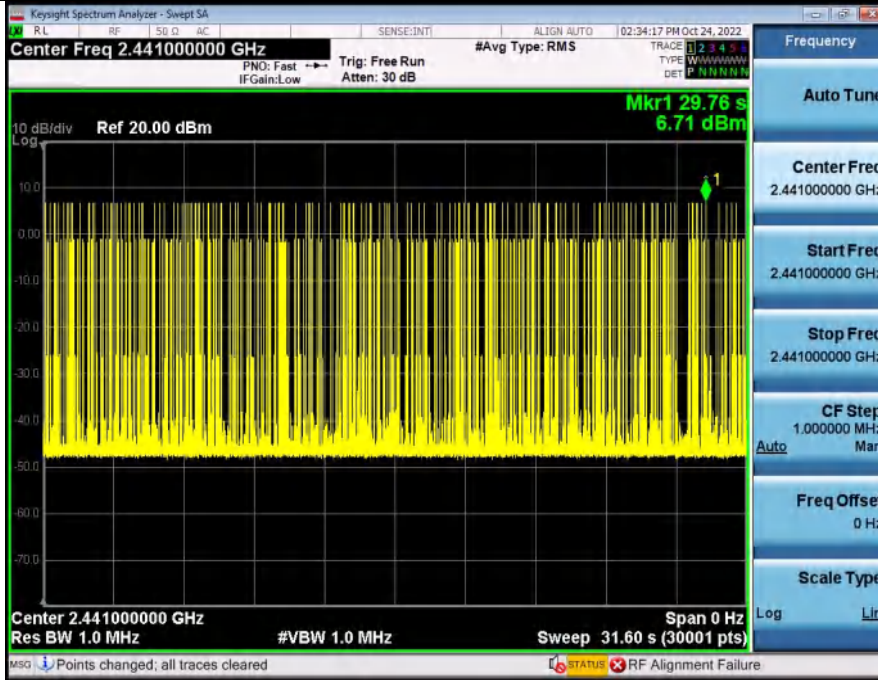 Keysight Spectrum Analyzer - Swept SA
RL RF 50 Ω AC SENSE:INT ALIGN AUTO 02:34:17 PM Oct 24, 2022
Center Freq 2.441000000 GHz
PNO: Fast
IFGain:Low
Trig: Free Run
Atten: 30 dB
#Avg Type: RMS
TRACE 1 2 3 4 5 6
TYPE WWWWWW
DET P N N N N N
Mkr1 29.76 s
6.71 dBm
10 dB/div Ref 20.00 dBm
Log
1
10.0
0.00
-10.0
-20.0
-30.0
-40.0
-50.0
-60.0
-70.0
Center 2.441000000 GHz Span 0 Hz
Res BW 1.0 MHz #VBW 1.0 MHz Sweep 31.60 s (30001 pts)
MSG Points changed; all traces cleared STATUS RF Alignment Failure
Frequency
Auto Tune
Center Freq
2.441000000 GHz
Start Freq
2.441000000 GHz
Stop Freq
2.441000000 GHz
CF Step
1.000000 MHz
Auto Man
Freq Offset
0 Hz
Scale Type
Log Lin